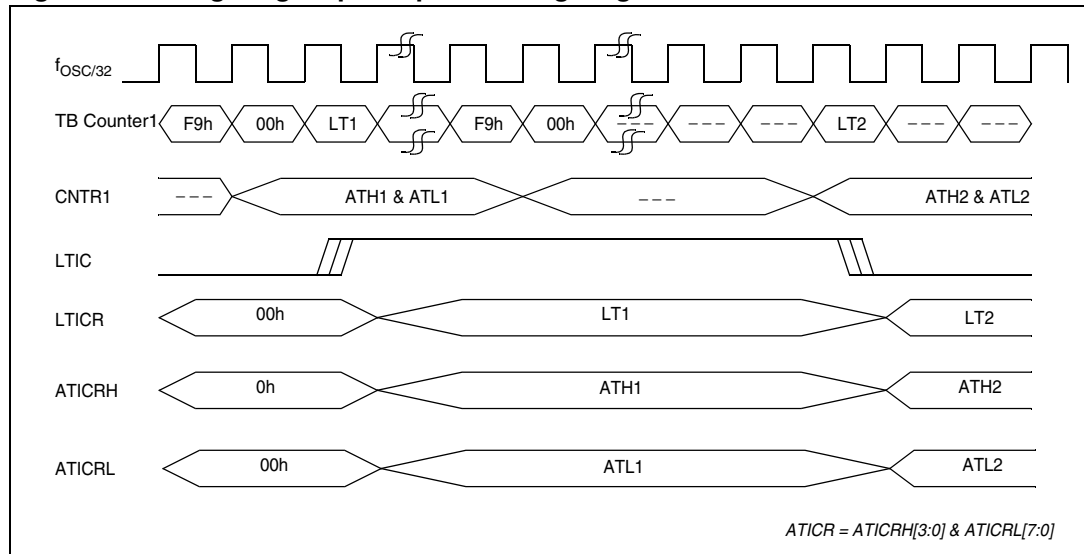 fOSC/32
TB Counter1 F9h 00h LT1 F9h 00h --- --- --- LT2 --- ---
CNTR1 --- ATH1 & ATL1 --- ATH2 & ATL2
LTIC
LTICR 00h LT1 LT2
ATICRH 0h ATH1 ATH2
ATICRL 00h ATL1 ATL2
ATICR = ATICRH[3:0] & ATICRL[7:0]